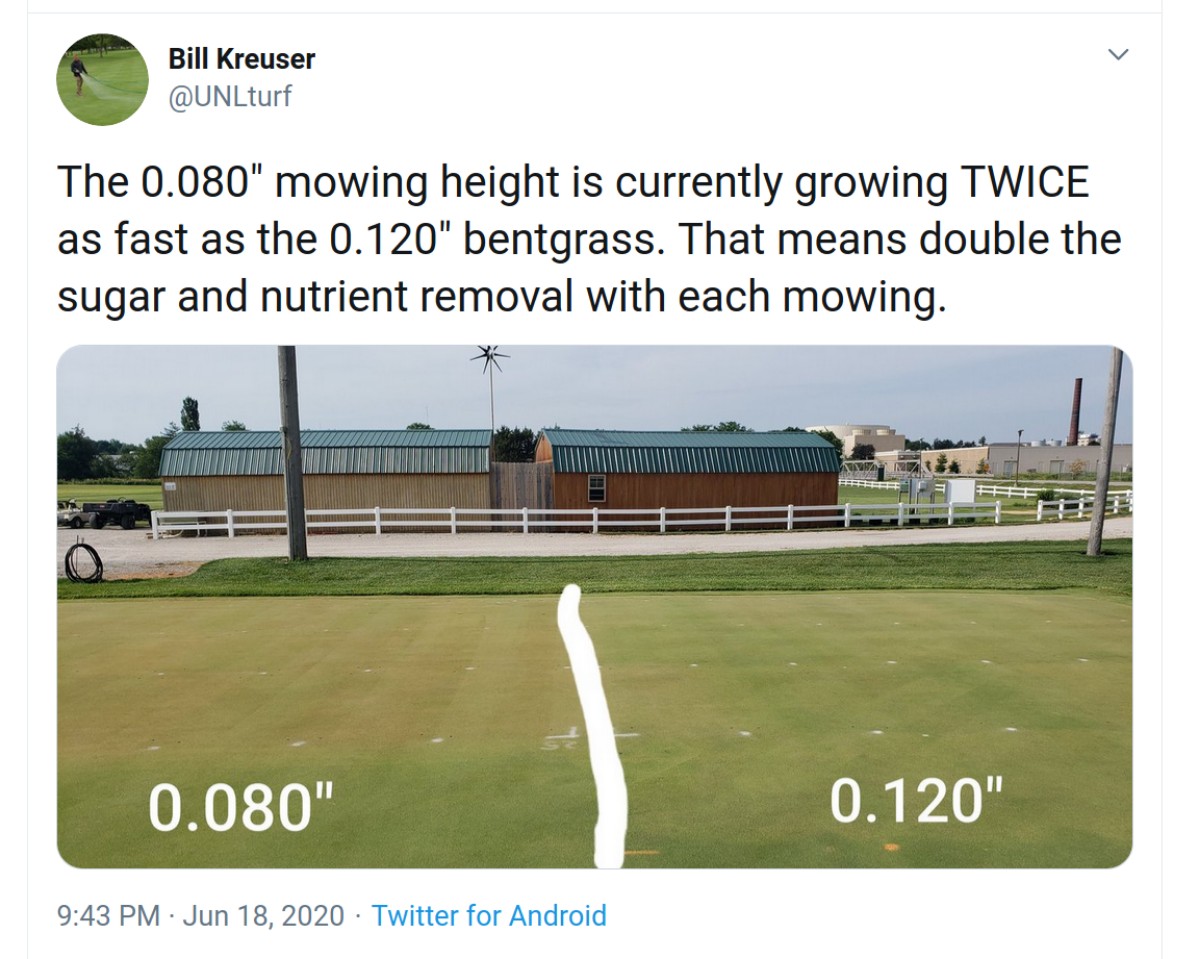 Bill Kreuser
@UNLturf
The 0.080" mowing height is currently growing TWICE
as fast as the 0.120" bentgrass. That means double the
sugar and nutrient removal with each mowing.
0.080"
0.120"
9:43 PM · Jun 18, 2020 · Twitter for Android